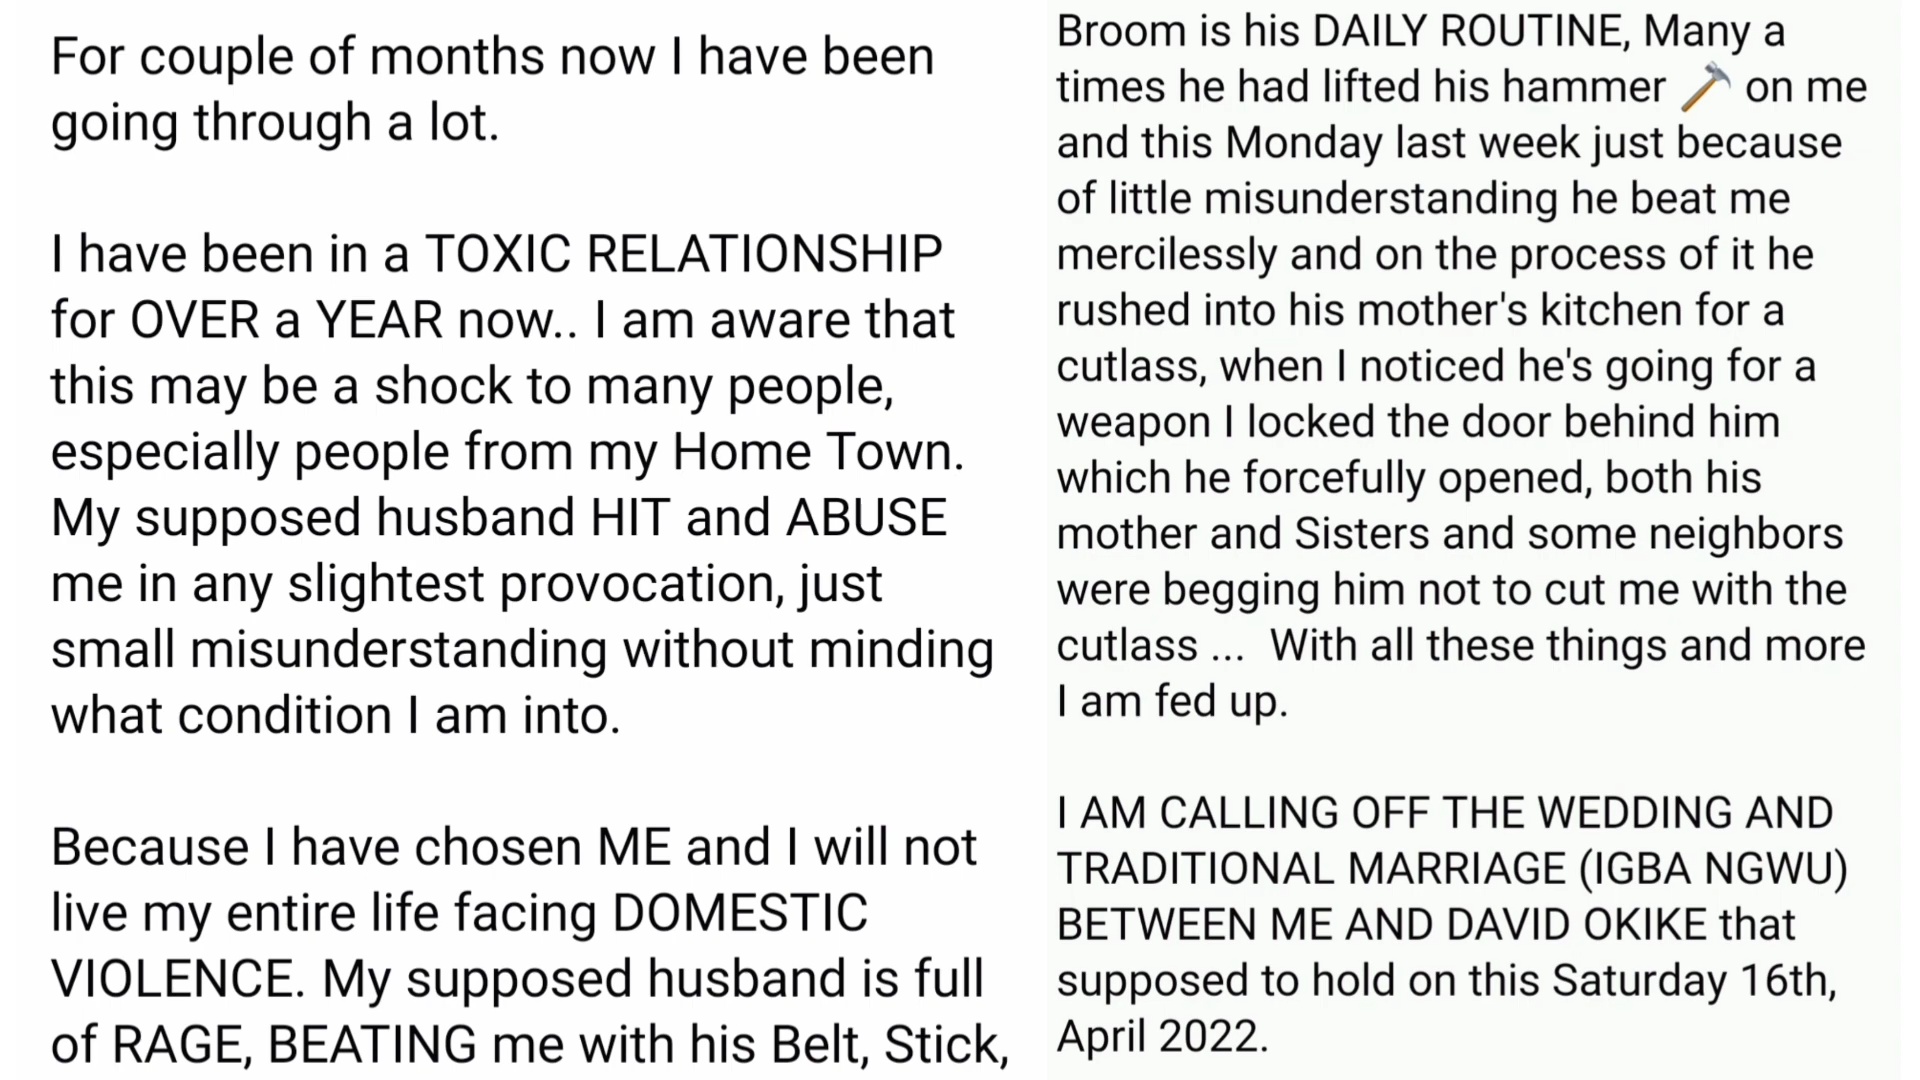 For couple of months now I have been
going through a lot.
I have been in a TOXIC RELATIONSHIP
for OVER a YEAR now.. I am aware that
this may be a shock to many people,
especially people from my Home Town.
My supposed husband HIT and ABUSE
me in any slightest provocation, just
small misunderstanding without minding
what condition I am into.
Because I have chosen ME and I will not
live my entire life facing DOMESTIC
VIOLENCE. My supposed husband is full
of RAGE, BEATING me with his Belt, Stick,
Broom is his DAILY ROUTINE, Many a
times he had lifted his hammer 🔨 on me
and this Monday last week just because
of little misunderstanding he beat me
mercilessly and on the process of it he
rushed into his mother's kitchen for a
cutlass, when I noticed he's going for a
weapon I locked the door behind him
which he forcefully opened, both his
mother and Sisters and some neighbors
were begging him not to cut me with the
cutlass ...  With all these things and more
I am fed up.
I AM CALLING OFF THE WEDDING AND
TRADITIONAL MARRIAGE (IGBA NGWU)
BETWEEN ME AND DAVID OKIKE that
supposed to hold on this Saturday 16th,
April 2022.